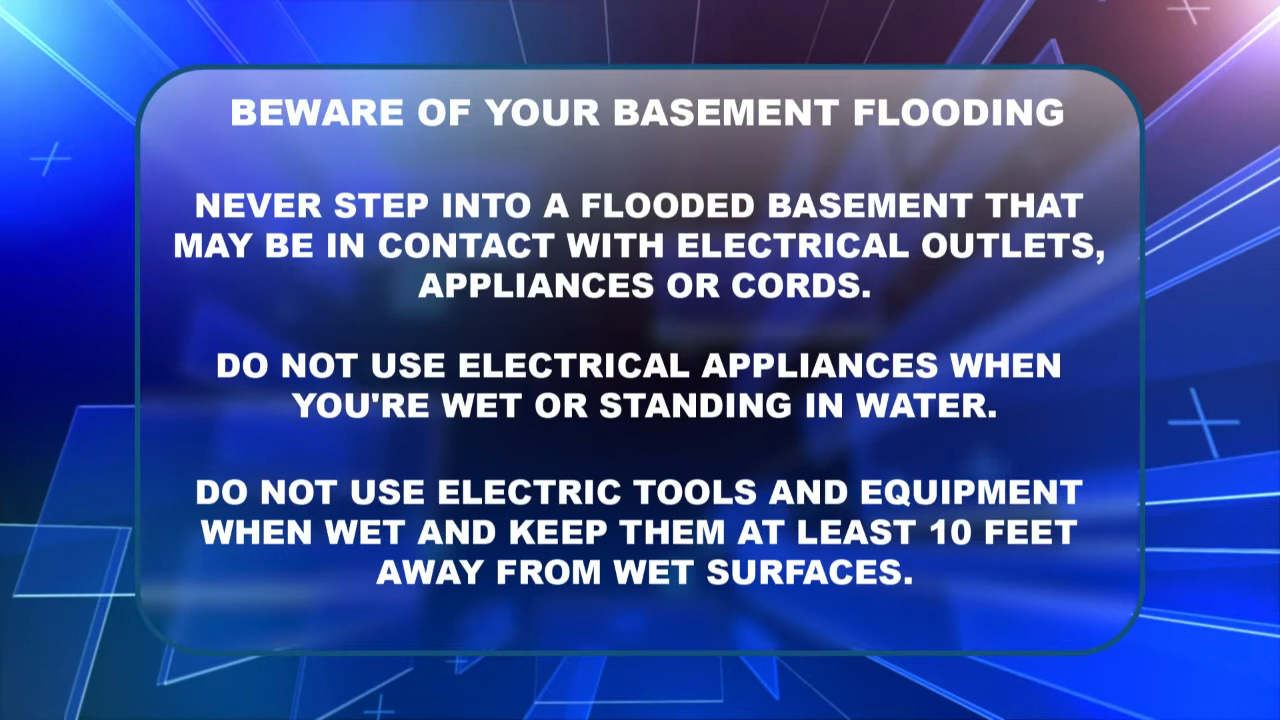 BEWARE OF YOUR BASEMENT FLOODING
NEVER STEP INTO A FLOODED BASEMENT THAT
MAY BE IN CONTACT WITH ELECTRICAL OUTLETS,
APPLIANCES OR CORDS.
DO NOT USE ELECTRICAL APPLIANCES WHEN
YOU'RE WET OR STANDING IN WATER.
DO NOT USE ELECTRIC TOOLS AND EQUIPMENT
WHEN WET AND KEEP THEM AT LEAST 10 FEET
AWAY FROM WET SURFACES.